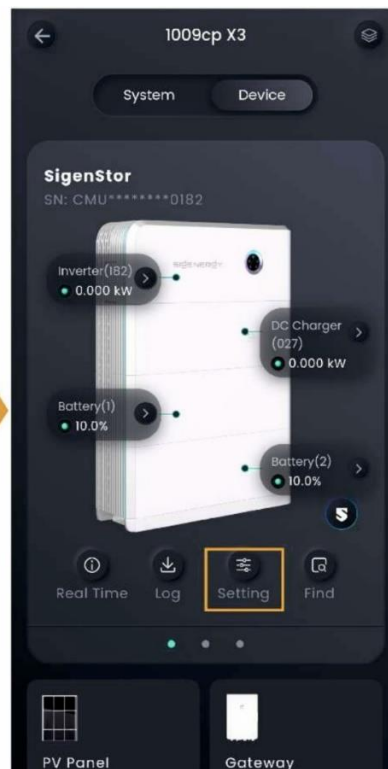 1009cp X3
System
Device
SigenStor
SN: CMU********0182
Inverter(182)
0.000 kW
DC Charger
(027)
0.000 kW
Battery(1)
10.0%
Battery(2)
10.0%
Real Time
Log
Setting
Find
PV Panel
Gateway